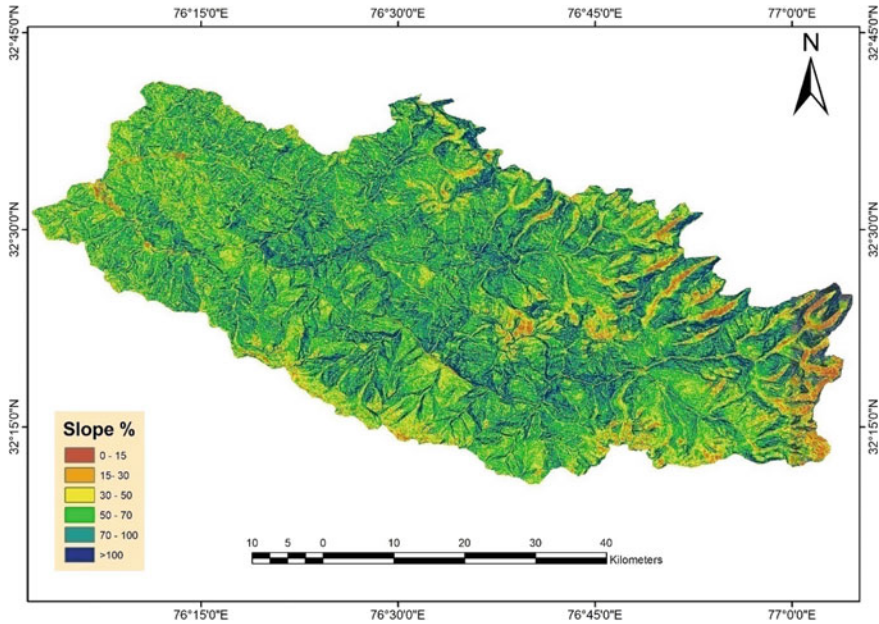 76°15'0"E 76°30'0"E 76°45'0"E 77°0'0"E
32°45'0"N 32°45'0"N
N
32°30'0"N 32°30'0"N
32°15'0"N 32°15'0"N
Slope %
0 - 15
15- 30
30 - 50
50 - 70
70 - 100
>100
10 5 0 10 20 30 40
Kilometers
76°15'0"E 76°30'0"E 76°45'0"E 77°0'0"E